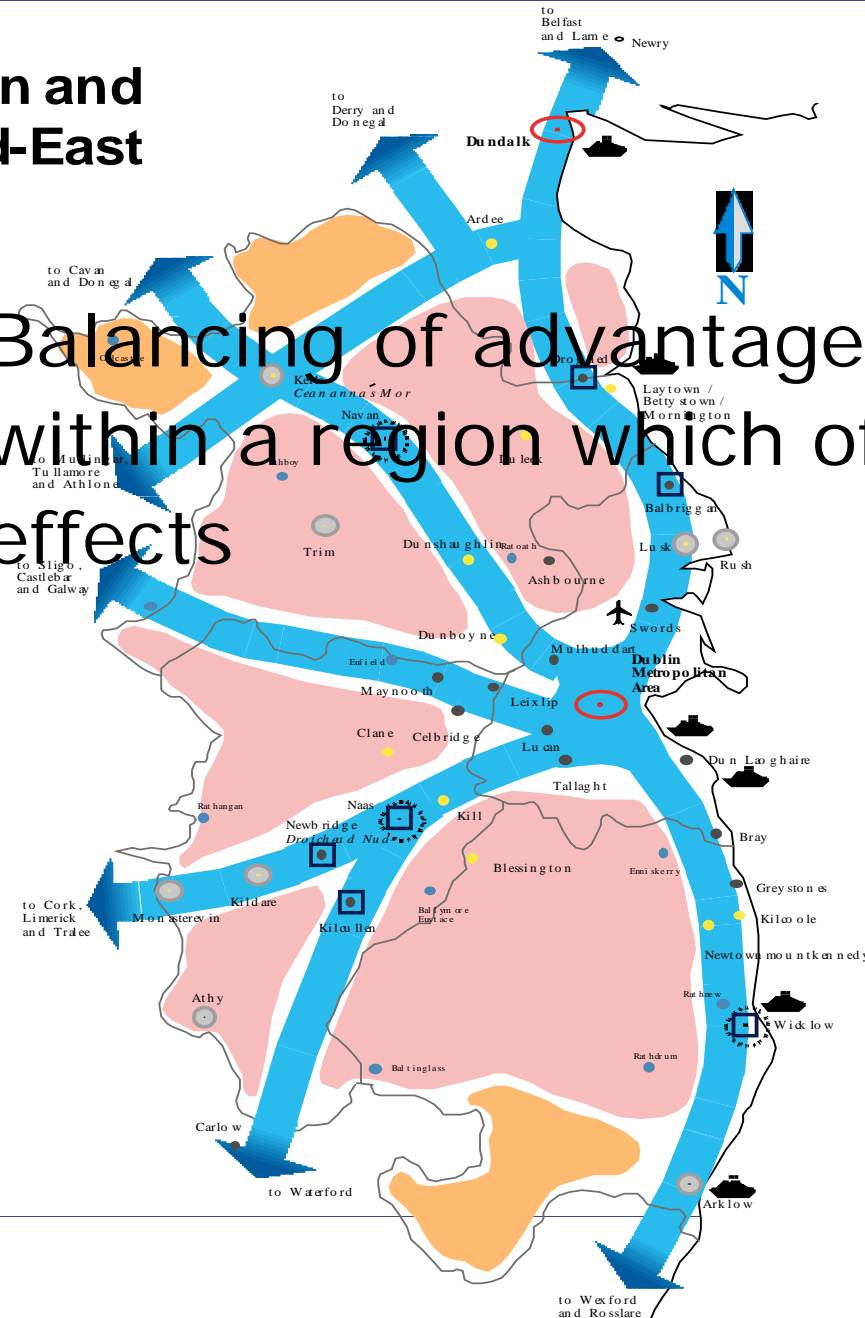 to
Belfast
and Larne
Newry
n and
d-East
to
Derry and
Donegal
Dundalk
Ardee
N
to Cavan
and Donegal
Balancing of advantage
Oldcastle
Kells
Ceanannas Mor
Laytown /
Bettystown /
Mornington
Navan
within a region which of
to Mullingar,
Tullamore
and Athlone
Duleek
Balbriggan
effects
Trim
Dunshaughlin
Ratoath
Lusk
Rush
to Sligo,
Castlebar
and Galway
Ashbourne
Swords
Dunboyne
Mulhuddart
Dublin
Metropolitan
Area
Enfield
Maynooth
Leixlip
Clane
Celbridge
Lucan
Dun Laoghaire
Tallaght
Rathangan
Naas
Kill
Newbridge
Droichead Nua
Bray
Blessington
Enniskerry
Greystones
Kildare
Monasterevin
to Cork,
Limerick
and Tralee
Ballymore
Eustace
Kilcoole
Kilcullen
Newtownmountkennedy
Athy
Rathnew
Wicklow
Baltinglass
Rathdrum
Carlow
to Waterford
Arklow
to Wexford
and Rosslare